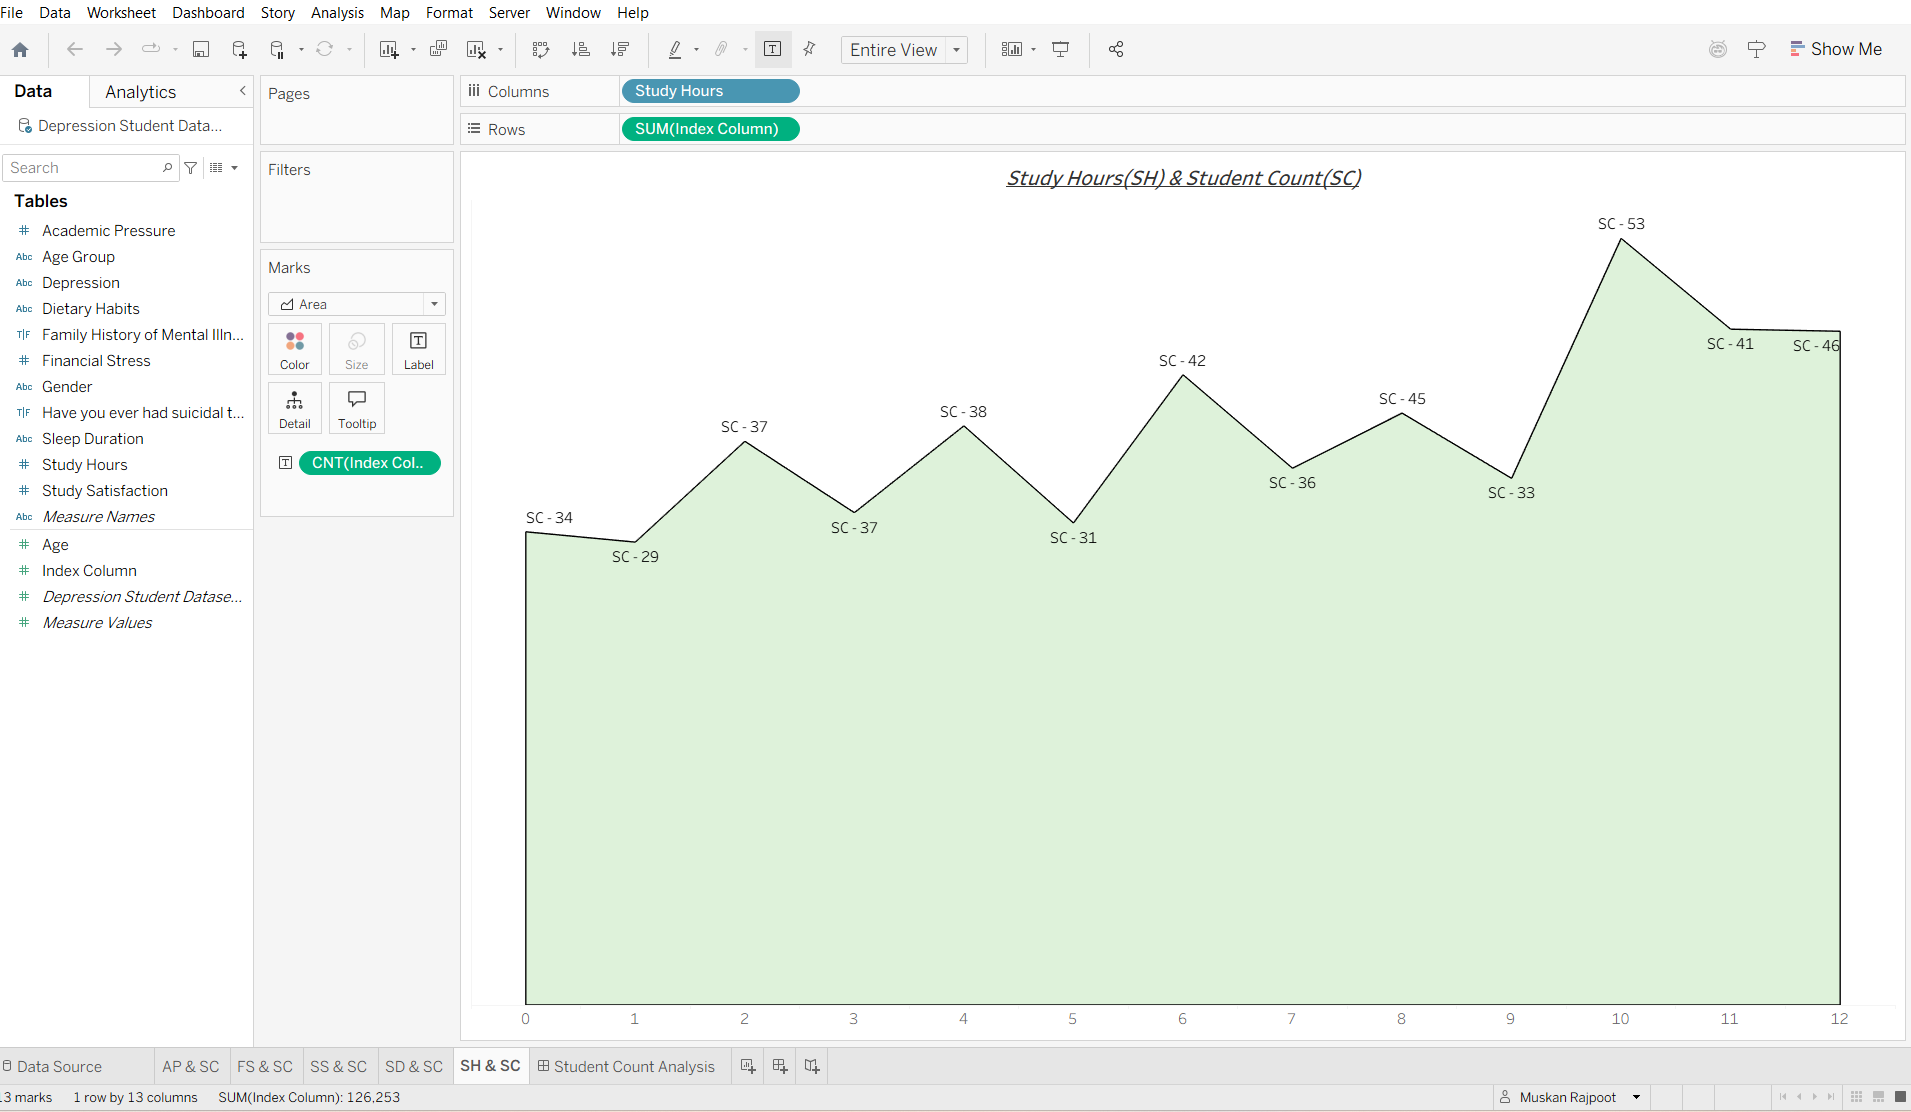 File Data Worksheet Dashboard Story Analysis Map Format Server Window Help
Entire View
Show Me
Data Analytics
Depression Student Data...
Search
Tables
# Academic Pressure
Abc Age Group
Abc Depression
Abc Dietary Habits
T|F Family History of Mental Illn...
# Financial Stress
Abc Gender
T|F Have you ever had suicidal t...
Abc Sleep Duration
# Study Hours
# Study Satisfaction
Abc Measure Names
# Age
# Index Column
# Depression Student Datase...
# Measure Values
Pages
Filters
Marks
Area
Color Size Label
Detail Tooltip
CNT(Index Col..
Columns Study Hours
Rows SUM(Index Column)
Study Hours(SH) & Student Count(SC)
SC - 34
SC - 29
SC - 37
SC - 37
SC - 38
SC - 31
SC - 42
SC - 36
SC - 45
SC - 33
SC - 53
SC - 41
SC - 46
0 1 2 3 4 5 6 7 8 9 10 11 12
Data Source AP & SC FS & SC SS & SC SD & SC SH & SC Student Count Analysis
13 marks 1 row by 13 columns SUM(Index Column): 126,253
Muskan Rajpoot